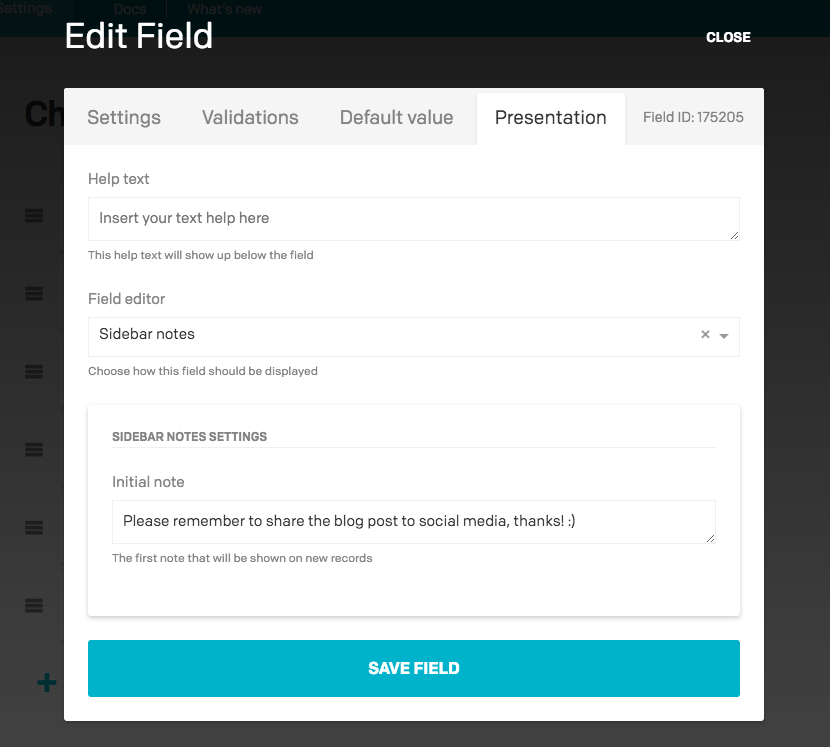 Settings Docs What's new
Edit Field
CLOSE
Ch
Settings Validations Default value Presentation Field ID: 175205
Help text
Insert your text help here
This help text will show up below the field
Field editor
Sidebar notes
Choose how this field should be displayed
SIDEBAR NOTES SETTINGS
Initial note
Please remember to share the blog post to social media, thanks! :)
The first note that will be shown on new records
SAVE FIELD